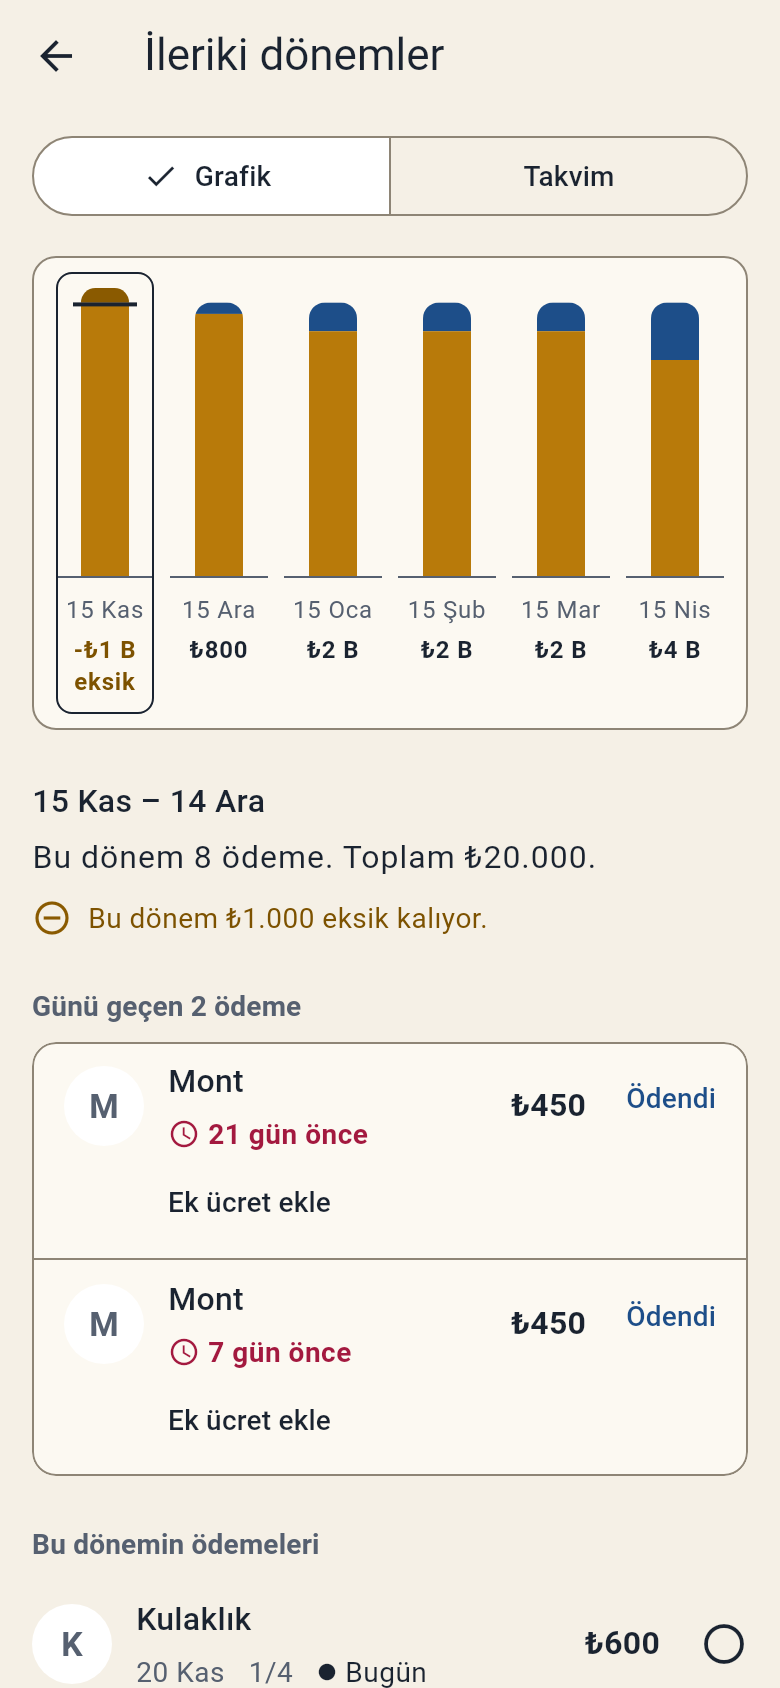 İleriki dönemler
Grafik
Takvim
15 Kas
15 Ara
15 Oca
15 Şub
15 Mar
15 Nis
-₺1 B
eksik
₺800
₺2 B
₺2 B
₺2 B
₺4 B
15 Kas – 14 Ara
Bu dönem 8 ödeme. Toplam ₺20.000.
Bu dönem ₺1.000 eksik kalıyor.
Günü geçen 2 ödeme
M
Mont
₺450
Ödendi
21 gün önce
Ek ücret ekle
M
Mont
₺450
Ödendi
7 gün önce
Ek ücret ekle
Bu dönemin ödemeleri
K
Kulaklık
₺600
20 Kas 1/4 ● Bugün